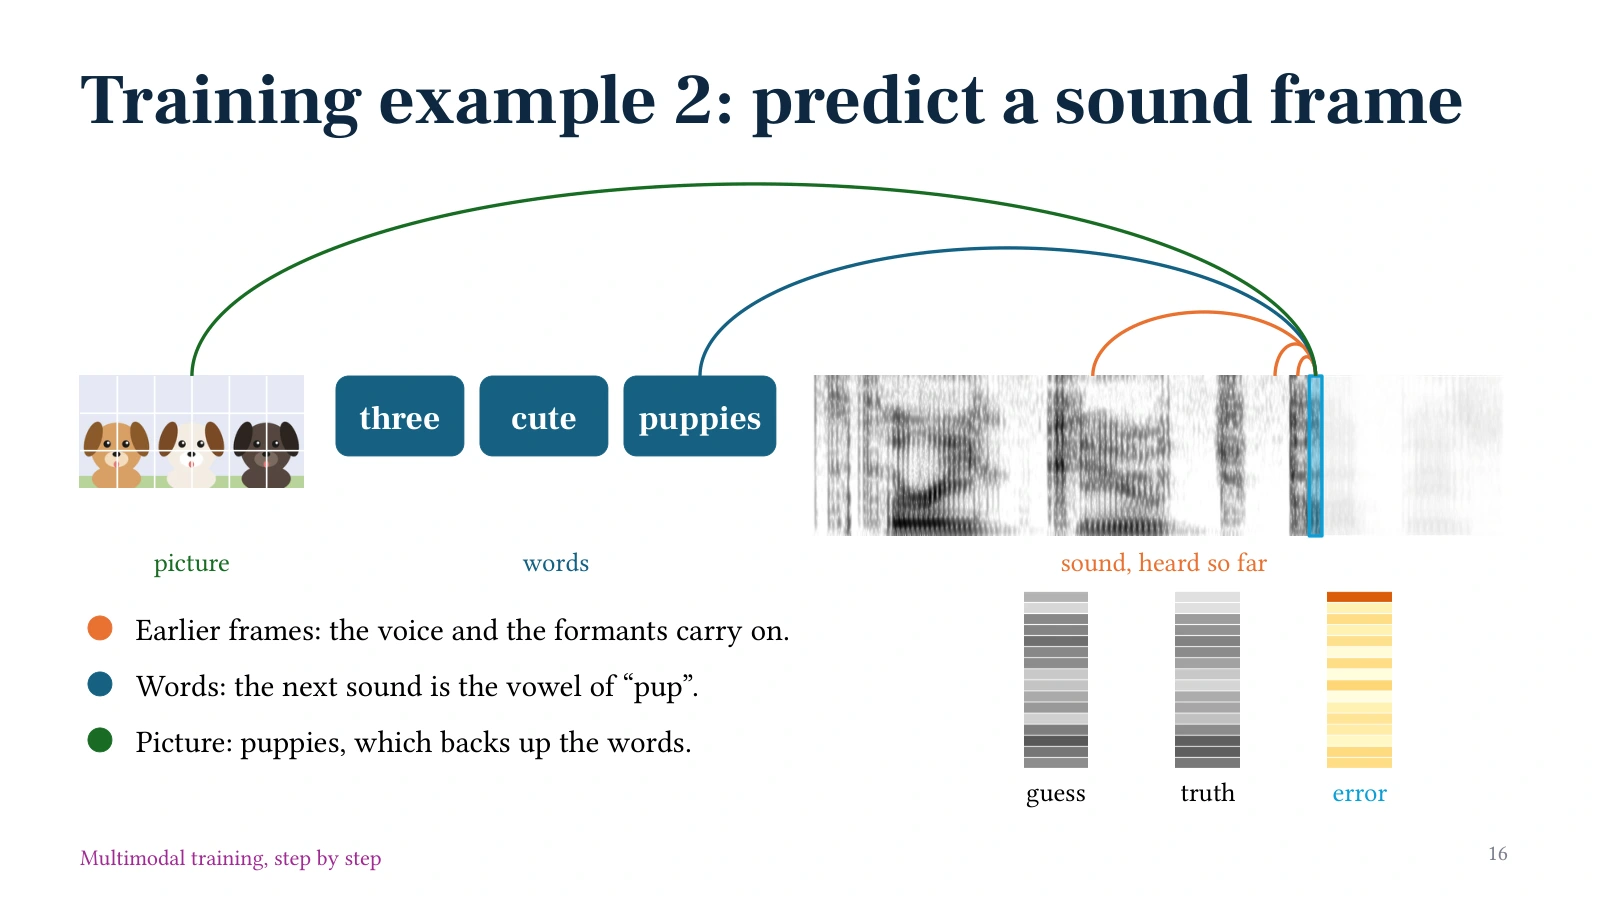 Training example 2: predict a sound frame
three cute puppies
picture
words
sound, heard so far
Earlier frames: the voice and the formants carry on.
Words: the next sound is the vowel of “pup”.
Picture: puppies, which backs up the words.
guess
truth
error
Multimodal training, step by step
16